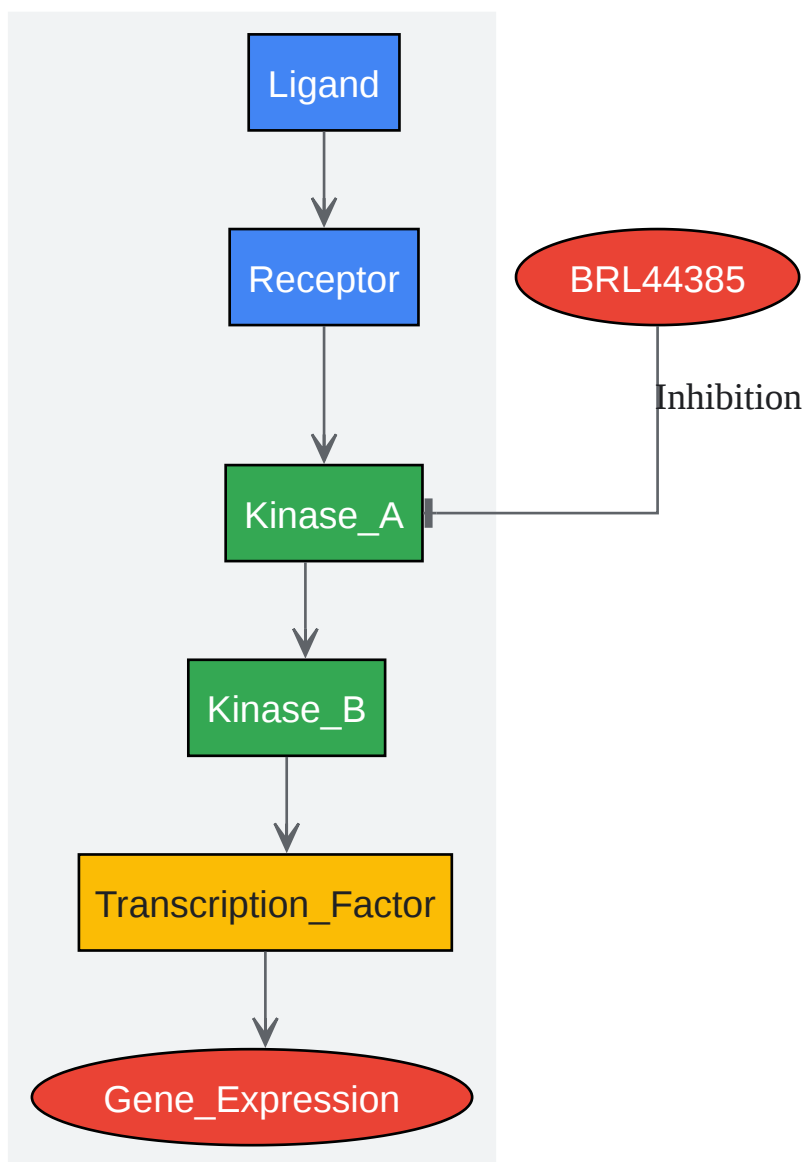 Ligand
Receptor
BRL44385
Inhibition
Kinase_A
Kinase_B
Transcription_Factor
Gene_Expression